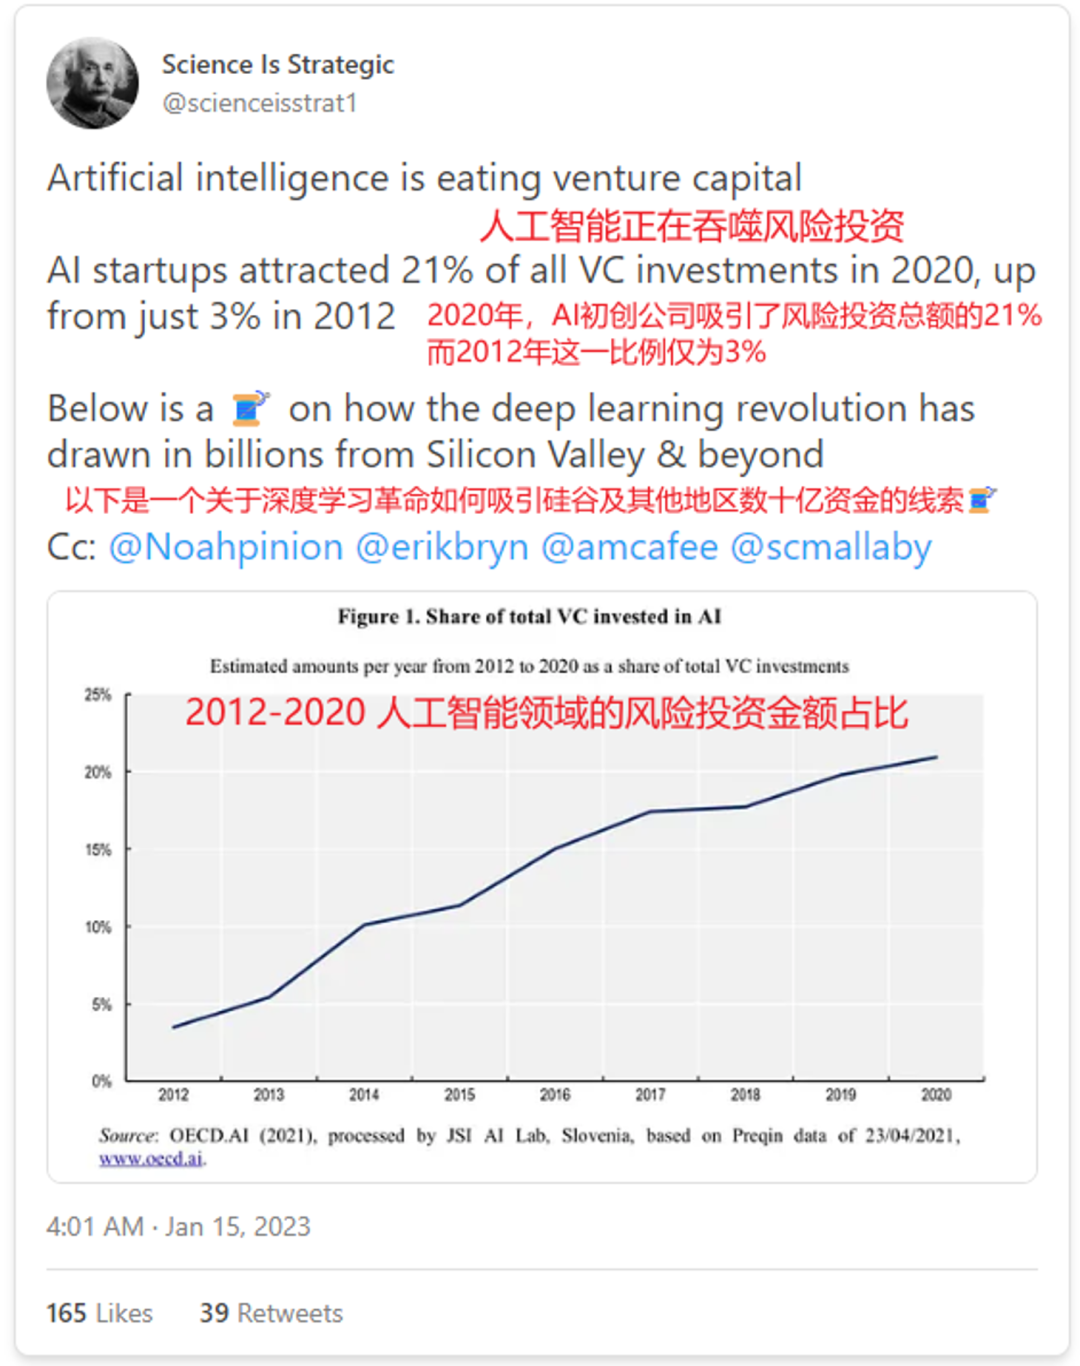 Science Is Strategic
@scienceisstrat1
Artificial intelligence is eating venture capital
人工智能正在吞噬风险投资
AI startups attracted 21% of all VC investments in 2020, up
from just 3% in 2012
2020年，AI初创公司吸引了风险投资总额的21%
而2012年这一比例仅为3%
Below is a 🧵 on how the deep learning revolution has
drawn in billions from Silicon Valley & beyond
以下是一个关于深度学习革命如何吸引硅谷及其他地区数十亿资金的线索🧵
Cc: @Noahpinion @erikbryn @amcafee @scmallaby
Figure 1. Share of total VC invested in AI
Estimated amounts per year from 2012 to 2020 as a share of total VC investments
2012-2020 人工智能领域的风险投资金额占比
25%
20%
15%
10%
5%
0%
2012 2013 2014 2015 2016 2017 2018 2019 2020
Source: OECD.AI (2021), processed by JSI AI Lab, Slovenia, based on Preqin data of 23/04/2021,
www.oecd.ai.
4:01 AM · Jan 15, 2023
165 Likes 39 Retweets